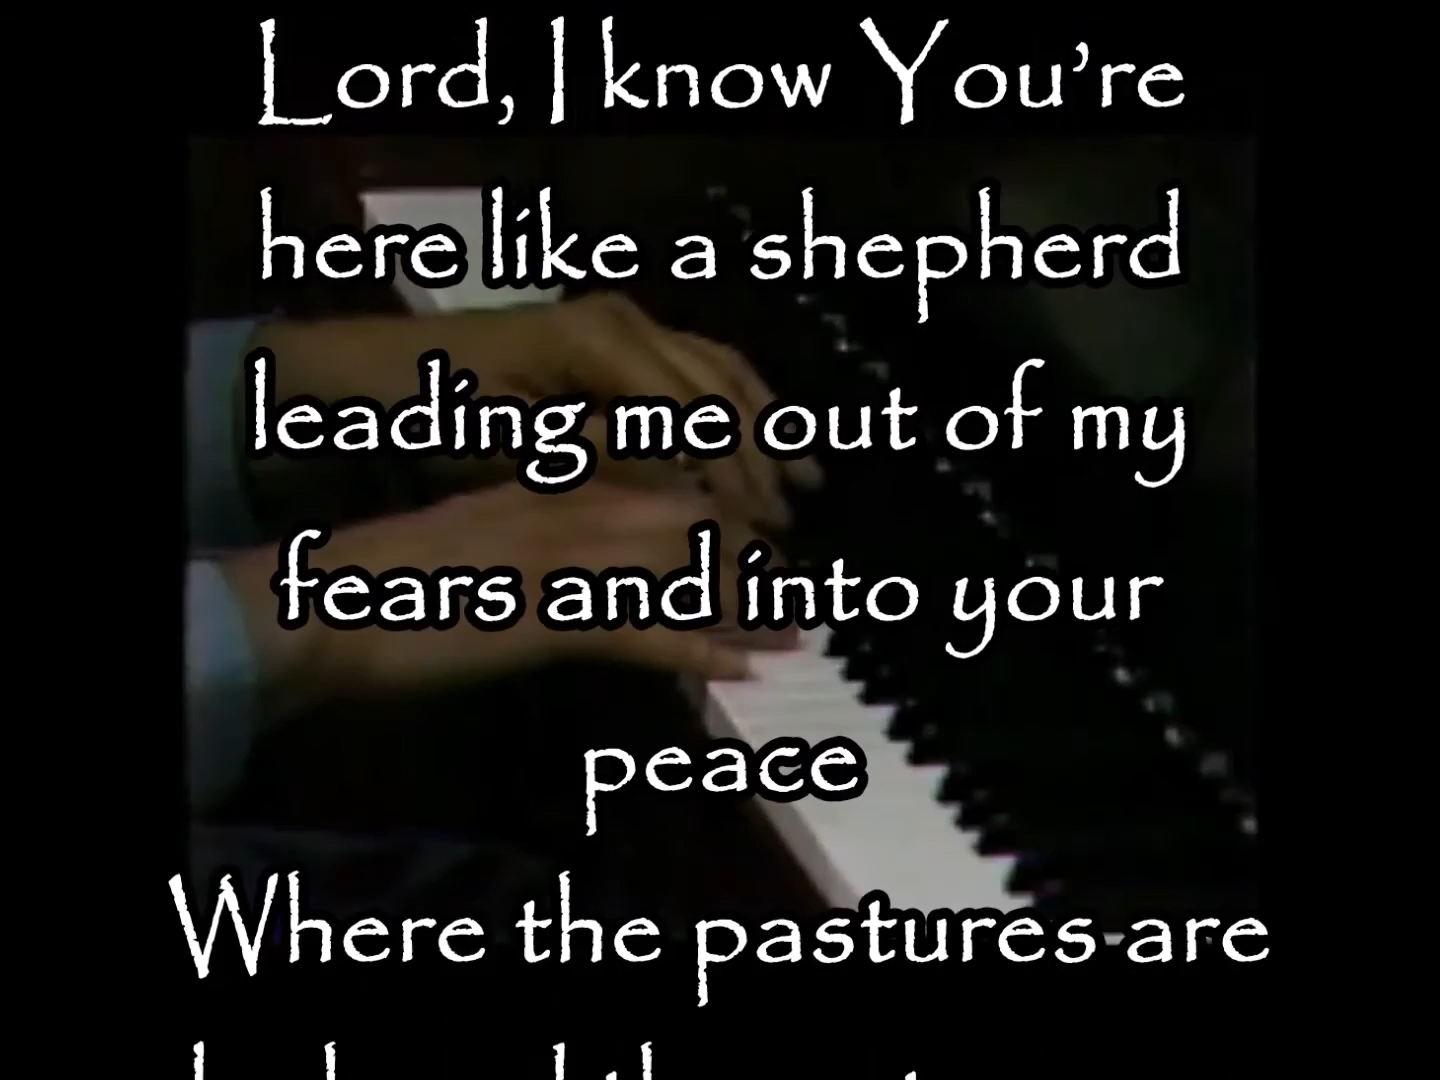 Lord, I know You’re
here like a shepherd
leading me out of my
fears and into your
peace
Where the pastures are